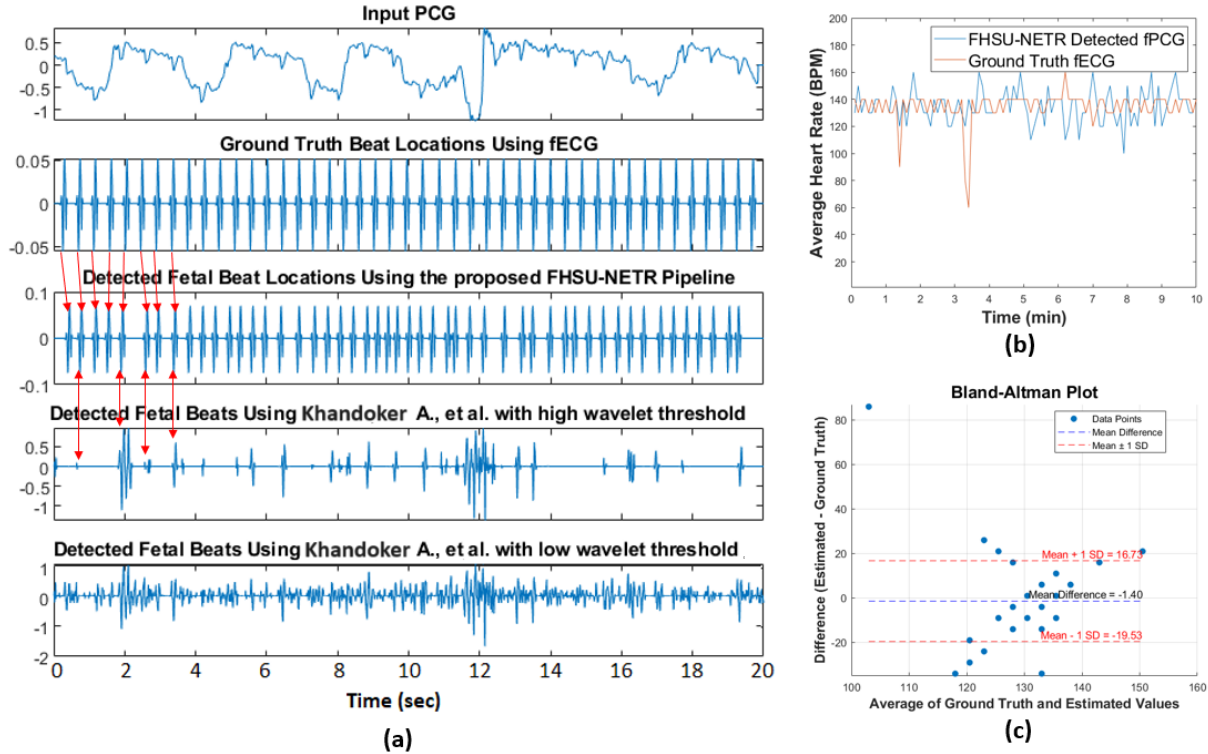 Input PCG
0.5
0
-0.5
-1
Ground Truth Beat Locations Using fECG
0.05
0
-0.05
Detected Fetal Beat Locations Using the proposed FHSU-NETR Pipeline
0.1
0
-0.1
Detected Fetal Beats Using Khandoker A., et al. with high wavelet threshold
0.5
0
-0.5
-1
Detected Fetal Beats Using Khandoker A., et al. with low wavelet threshold
1
0
-1
-2
0 2 4 6 8 10 12 14 16 18 20
Time (sec)
(a)
FHSU-NETR Detected fPCG
Ground Truth fECG
Average Heart Rate (BPM)
200
180
160
140
120
100
80
60
40
20
0 1 2 3 4 5 6 7 8 9 10
Time (min)
(b)
Bland-Altman Plot
Data Points
Mean Difference
Mean ± 1 SD
Difference (Estimated - Ground Truth)
80
60
40
20
0
-20
Mean + 1 SD = 16.73
Mean Difference = -1.40
Mean - 1 SD = -19.53
100 110 120 130 140 150 160
Average of Ground Truth and Estimated Values
(c)